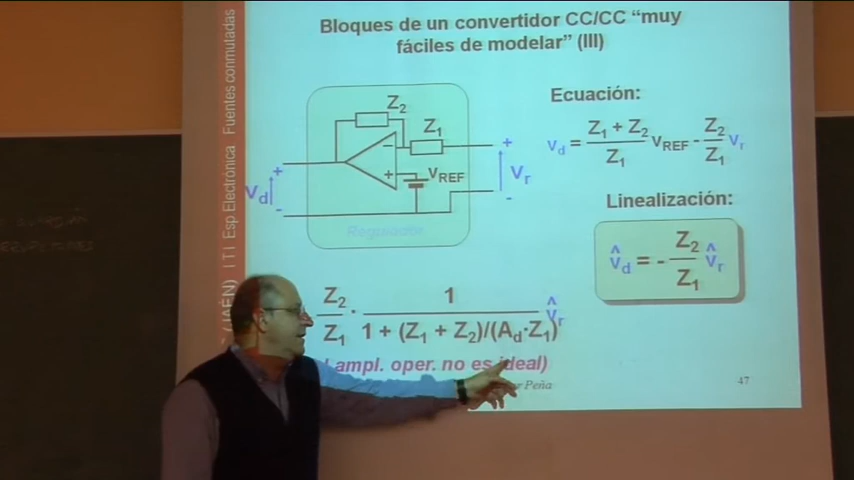 Bloques de un convertidor CC/CC “muy
fáciles de modelar” (III)
Fuentes conmutadas
ITI Esp Electrónica
(JAÉN)
Z2
Z1
VREF
+
-
vd
+
vr
-
Regulador
Ecuación:
vd = (Z1 + Z2)/Z1 VREF - Z2/Z1 vr
Linealización:
v̂d = - Z2/Z1 v̂r
Z2/Z1 · 1/(1 + (Z1 + Z2)/(Ad·Z1)) v̂r
ampl. oper. no es ideal)
Peña
47